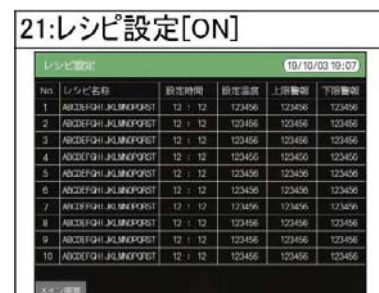 21:レシピ設定[ON]
レシピ設定 (19/10/03 19:07)
No. レシピ名称 設定時間 設定温度 上限警報 下限警報
1 ABCDEFGHIJKLMNOPQRST 12 : 12 123456 123456 123456
2 ABCDEFGHIJKLMNOPQRST 12 : 12 123456 123456 123456
3 ABCDEFGHIJKLMNOPQRST 12 : 12 123456 123456 123456
4 ABCDEFGHIJKLMNOPQRST 12 : 12 123456 123456 123456
5 ABCDEFGHIJKLMNOPQRST 12 : 12 123456 123456 123456
6 ABCDEFGHIJKLMNOPQRST 12 : 12 123456 123456 123456
7 ABCDEFGHIJKLMNOPQRST 12 : 12 123456 123456 123456
8 ABCDEFGHIJKLMNOPQRST 12 : 12 123456 123456 123456
9 ABCDEFGHIJKLMNOPQRST 12 : 12 123456 123456 123456
10 ABCDEFGHIJKLMNOPQRST 12 : 12 123456 123456 123456
メイン画面